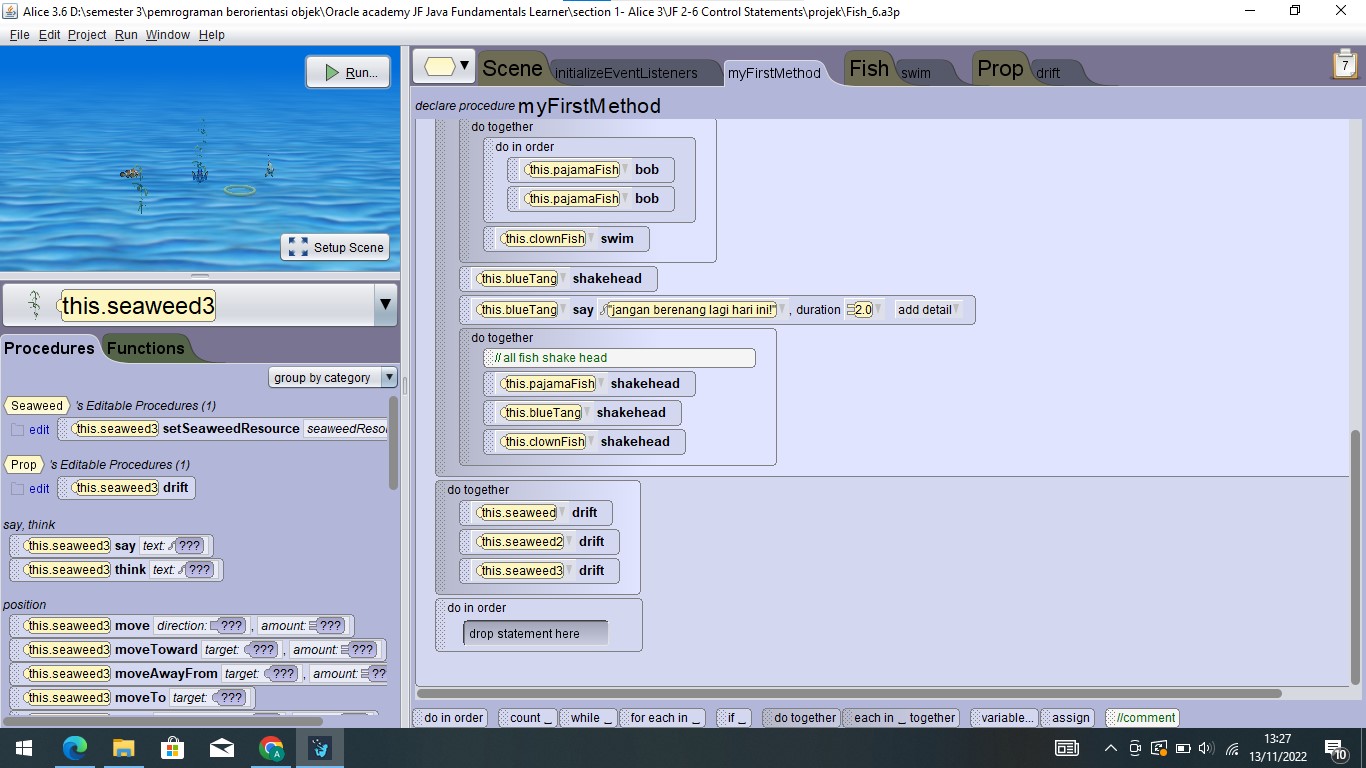 Alice 3.6 D:\semester 3\pemrograman berorientasi objek\Oracle academy JF Java Fundamentals Learner\section 1- Alice 3\JF 2-6 Control Statements\projek\Fish_6.a3p
File Edit Project Run Window Help
Run...
Setup Scene
this.seaweed3
Procedures Functions
group by category
Seaweed 's Editable Procedures (1)
edit this.seaweed3 setSeaweedResource seaweedResou
Prop 's Editable Procedures (1)
edit this.seaweed3 drift
say, think
this.seaweed3 say text: ???
this.seaweed3 think text: ???
position
this.seaweed3 move direction: ??? , amount: ???
this.seaweed3 moveToward target: ??? , amount: ???
this.seaweed3 moveAwayFrom target: ??? , amount: ??
this.seaweed3 moveTo target: ???
Scene initializeEventListeners myFirstMethod Fish swim Prop drift
7
declare procedure myFirstMethod
do together
do in order
this.pajamaFish bob
this.pajamaFish bob
this.clownFish swim
this.blueTang shakehead
this.blueTang say "jangan berenang lagi hari ini!" , duration 2.0 add detail
do together
// all fish shake head
this.pajamaFish shakehead
this.blueTang shakehead
this.clownFish shakehead
do together
this.seaweed drift
this.seaweed2 drift
this.seaweed3 drift
do in order
drop statement here
do in order count _ while _ for each in _ if _ do together each in _ together variable... assign //comment
13:27
13/11/2022
10